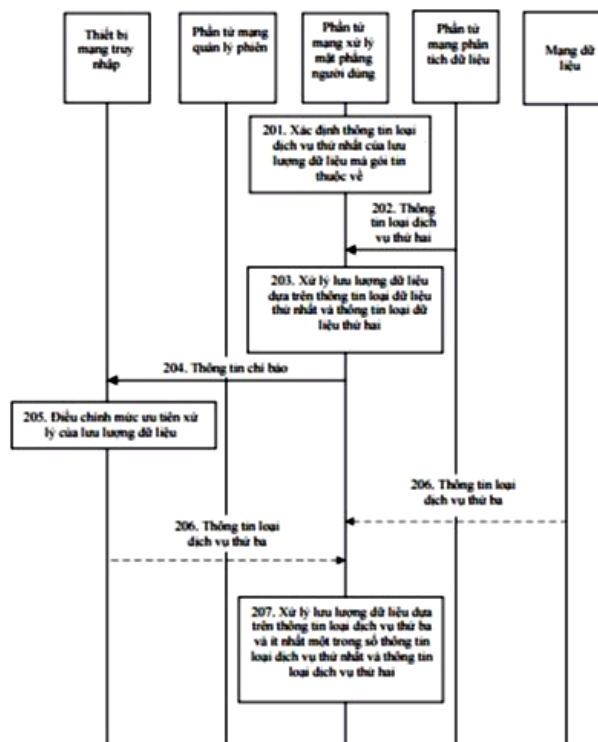 Thiết bị
mạng truy
nhập
Phần tử mạng
quản lý phiên
Phần tử
mạng xử lý
mặt phẳng
người dùng
Phần tử
mạng phân
tích dữ liệu
Mạng dữ
liệu
201. Xác định thông tin loại
dịch vụ thứ nhất của lưu
lượng dữ liệu mà gói tin
thuộc về
202. Thông
tin loại dịch
vụ thứ hai
203. Xử lý lưu lượng dữ liệu
dựa trên thông tin loại dữ liệu
thứ nhất và thông tin loại dữ
liệu thứ hai
204. Thông tin chỉ báo
205. Điều chỉnh mức ưu tiên xử
lý của lưu lượng dữ liệu
206. Thông tin loại
dịch vụ thứ ba
206. Thông tin loại
dịch vụ thứ ba
207. Xử lý lưu lượng dữ liệu dựa
trên thông tin loại dịch vụ thứ ba
và ít nhất một trong số thông tin
loại dịch vụ thứ nhất và thông tin
loại dịch vụ thứ hai